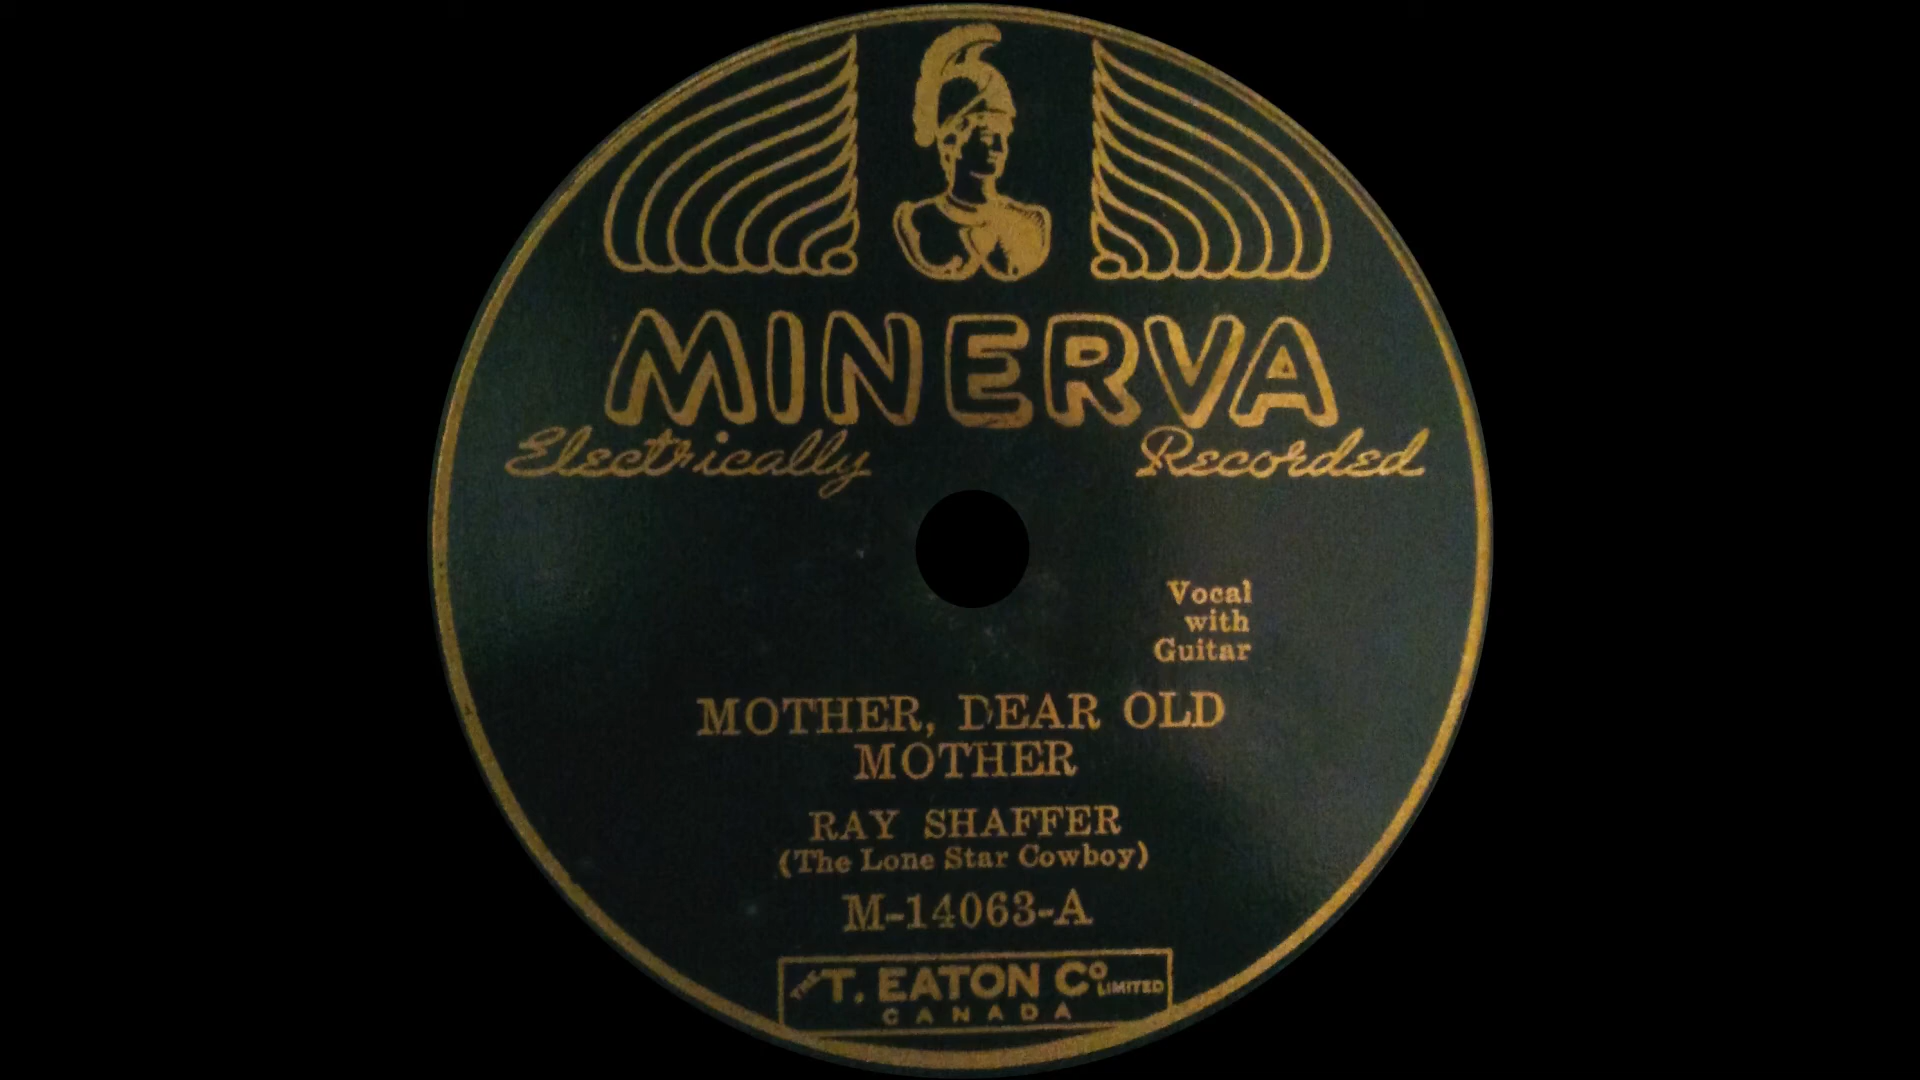 MINERVA
Electrically Recorded
Vocal
with
Guitar
MOTHER, DEAR OLD
MOTHER
RAY SHAFFER
(The Lone Star Cowboy)
M-14063-A
THE T. EATON Co LIMITED
CANADA